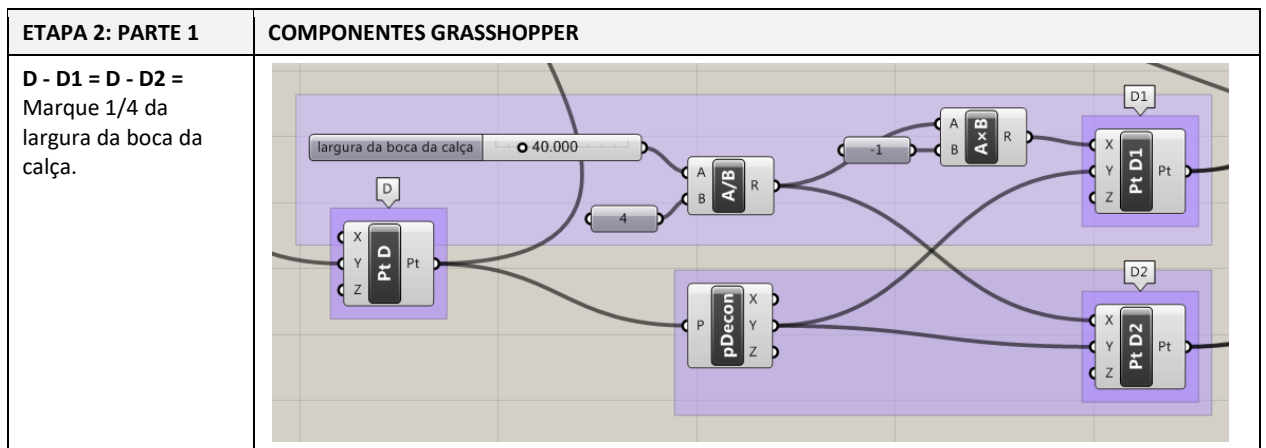 ETAPA 2: PARTE 1
COMPONENTES GRASSHOPPER
D - D1 = D - D2 =
Marque 1/4 da
largura da boca da
calça.
largura da boca da calça
40.000
4
A
B
A/B
R
-1
A
B
A×B
R
D1
X
Y
Z
Pt D1
Pt
D
X
Y
Z
Pt D
Pt
P
pDecon
X
Y
Z
D2
X
Y
Z
Pt D2
Pt